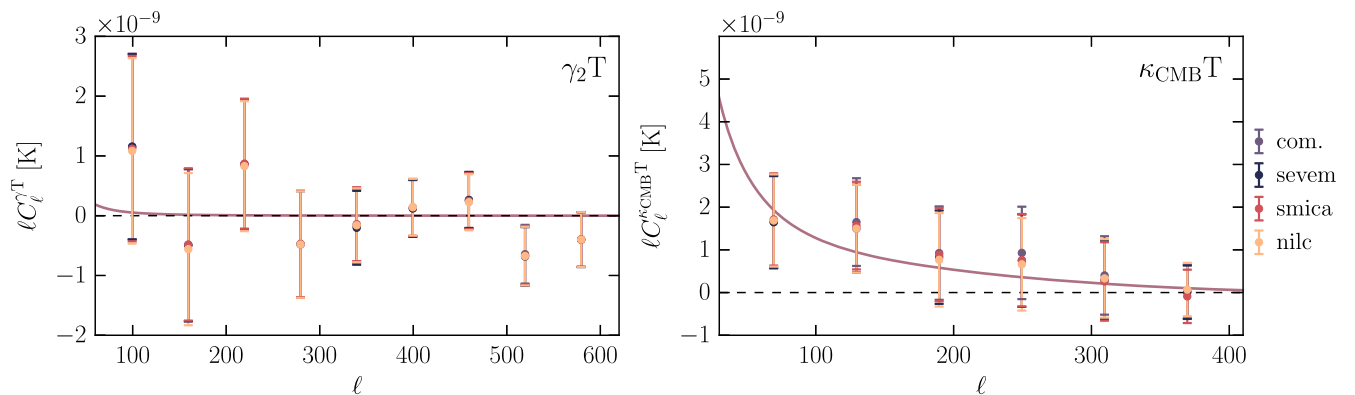 ×10⁻⁹
3
2
1
0
−1
−2
ℓC_ℓ^{γT} [K]
γ₂T
100 200 300 400 500 600
ℓ
×10⁻⁹
5
4
3
2
1
0
−1
ℓC_ℓ^{κ_CMB T} [K]
κ_CMB T
100 200 300 400
ℓ
com.
sevem
smica
nilc